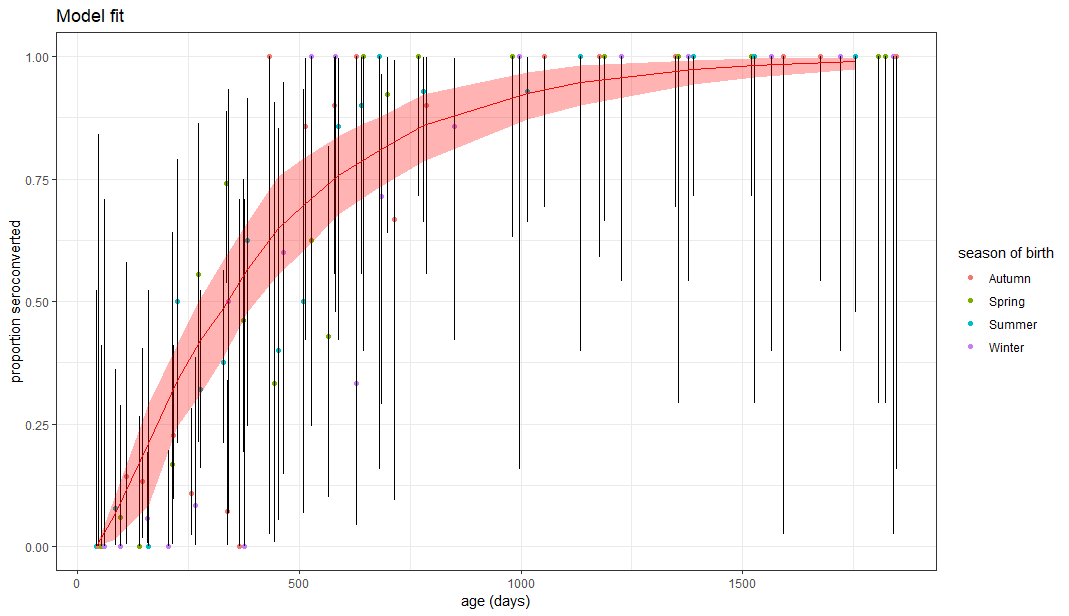 Model fit
1.00
0.75
0.50
0.25
0.00
proportion seroconverted
0 500 1000 1500
age (days)
season of birth
Autumn
Spring
Summer
Winter